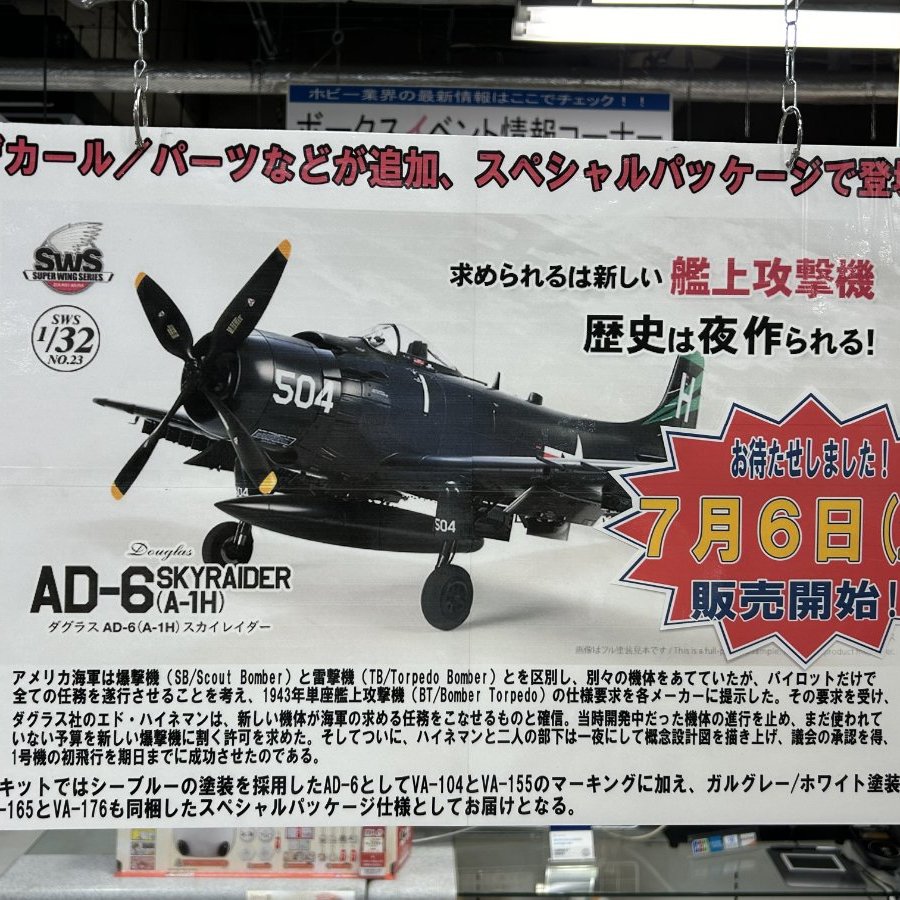 ホビー業界の最新情報はここでチェック！！
ボークスイベント情報コーナー
デカール／パーツなどが追加、スペシャルパッケージで登場
SWS
SUPER WING SERIES
SWS
1/32
NO.23
求められるは新しい 艦上攻撃機
歴史は夜作られる!
504
H
504
504
お待たせしました!
7月6日(
販売開始!
Douglas
AD-6 SKYRAIDER
(A-1H)
ダグラス AD-6(A-1H)スカイレイダー
画像はフル塗装見本です / This is a full-p
アメリカ海軍は爆撃機（SB/Scout Bomber）と雷撃機（TB/Torpedo Bomber）とを区別し、別々の機体をあてていたが、パイロットだけで
全ての任務を遂行させることを考え、1943年単座艦上攻撃機（BT/Bomber Torpedo）の仕様要求を各メーカーに提示した。その要求を受け、
ダグラス社のエド・ハイネマンは、新しい機体が海軍の求める任務をこなせるものと確信。当時開発中だった機体の進行を止め、まだ使われて
いない予算を新しい爆撃機に割く許可を求めた。そしてついに、ハイネマンと二人の部下は一夜にして概念設計図を描き上げ、議会の承認を得、
1号機の初飛行を期日までに成功させたのである。
キットではシーブルーの塗装を採用したAD-6としてVA-104とVA-155のマーキングに加え、ガルグレー/ホワイト塗装
-165とVA-176も同梱したスペシャルパッケージ仕様としてお届けとなる。